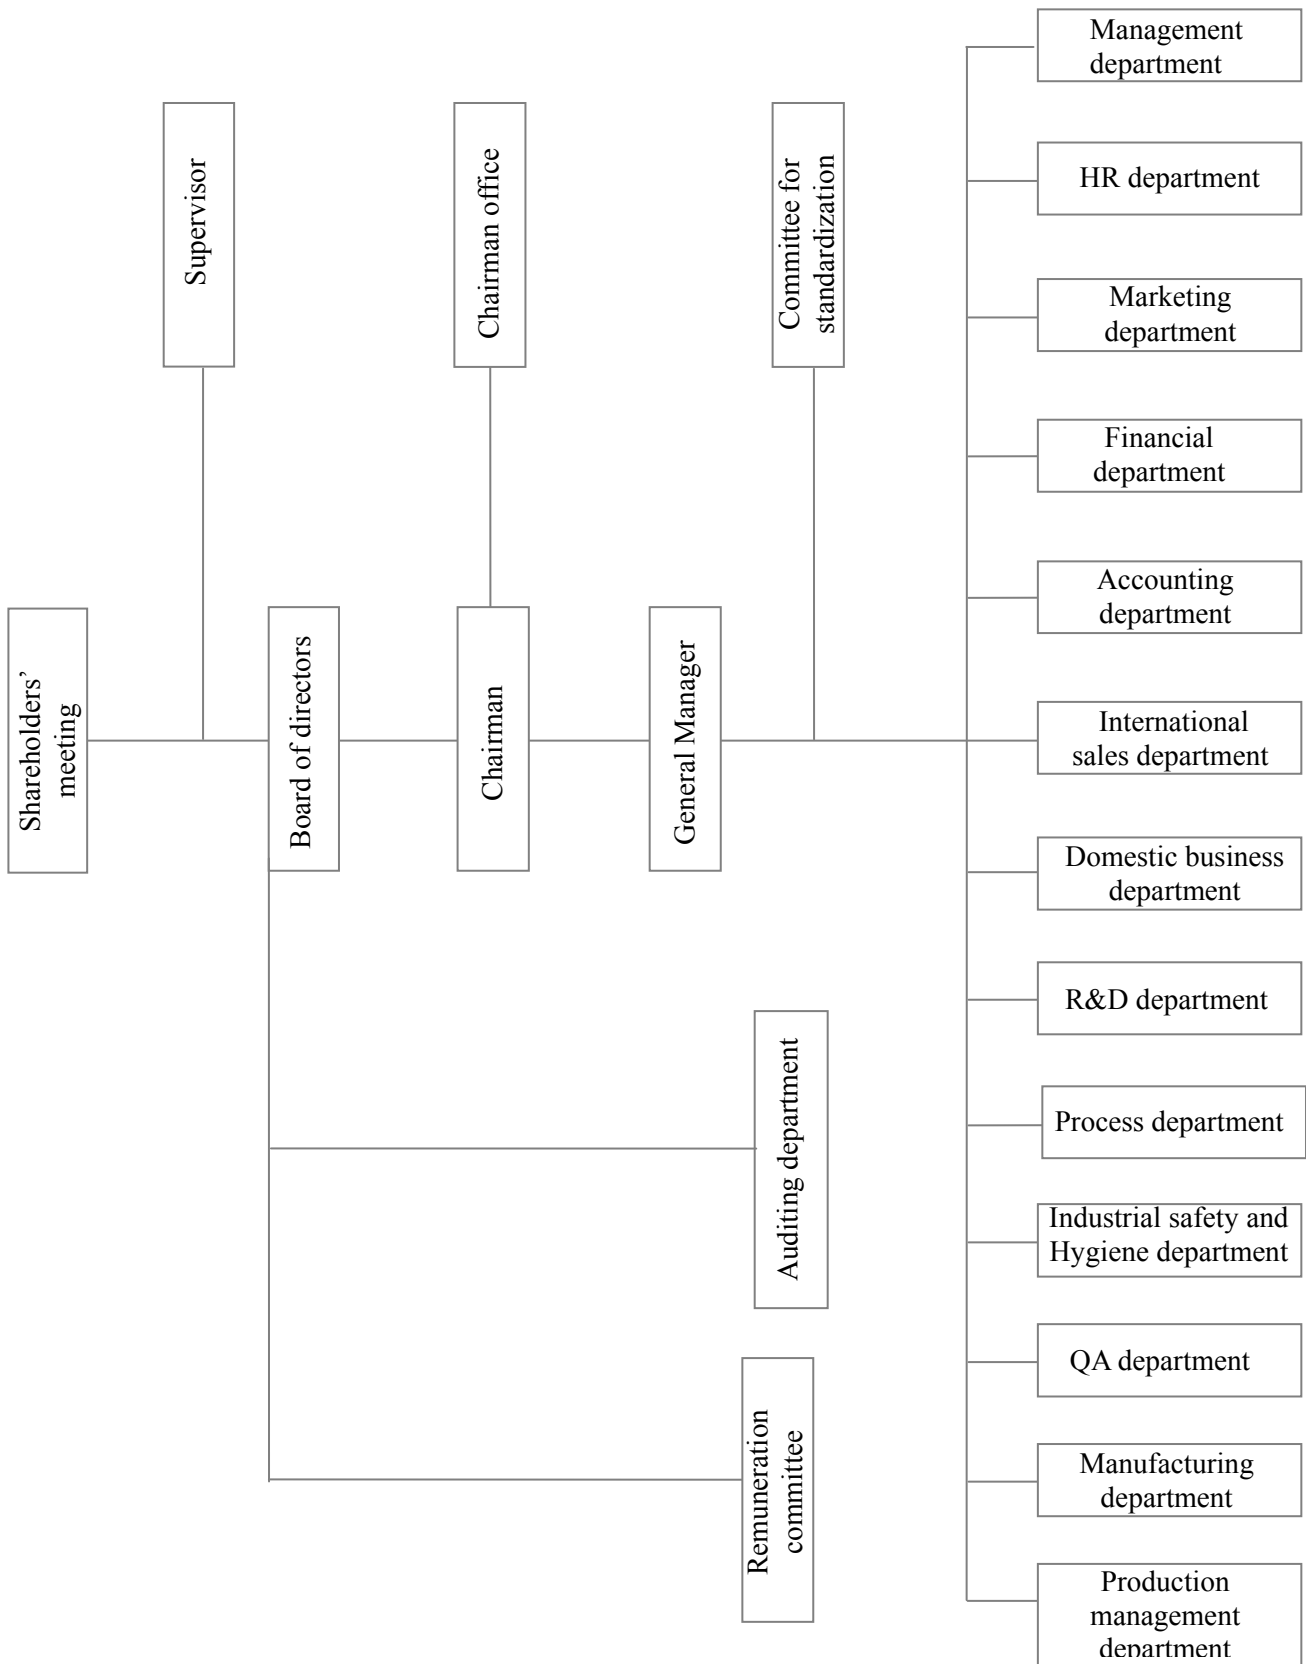 Shareholders’
meeting
Supervisor
Board of directors
Chairman office
Chairman
General Manager
Committee for
standardization
Auditing department
Remuneration
committee
Management
department
HR department
Marketing
department
Financial
department
Accounting
department
International
sales department
Domestic business
department
R&D department
Process department
Industrial safety and
Hygiene department
QA department
Manufacturing
department
Production
management
department